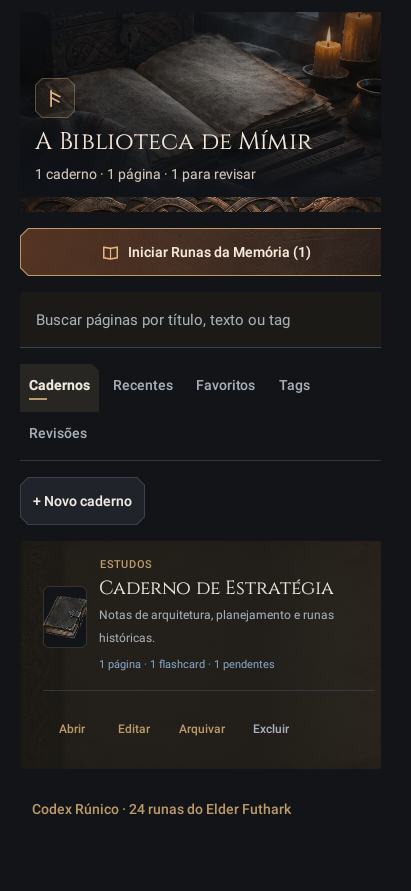 A Biblioteca de Mímir
1 caderno · 1 página · 1 para revisar
Iniciar Runas da Memória (1)
Buscar páginas por título, texto ou tag
Cadernos Recentes Favoritos Tags
Revisões
+ Novo caderno
ESTUDOS
Caderno de Estratégia
Notas de arquitetura, planejamento e runas
históricas.
1 página · 1 flashcard · 1 pendentes
Abrir Editar Arquivar Excluir
Codex Rúnico · 24 runas do Elder Futhark